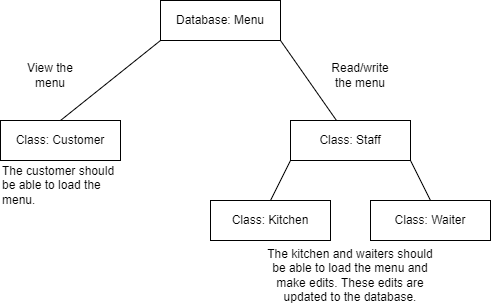 Database: Menu
View the
menu
Read/write
the menu
Class: Customer
Class: Staff
The customer should
be able to load the
menu.
Class: Kitchen
Class: Waiter
The kitchen and waiters should
be able to load the menu and
make edits. These edits are
updated to the database.